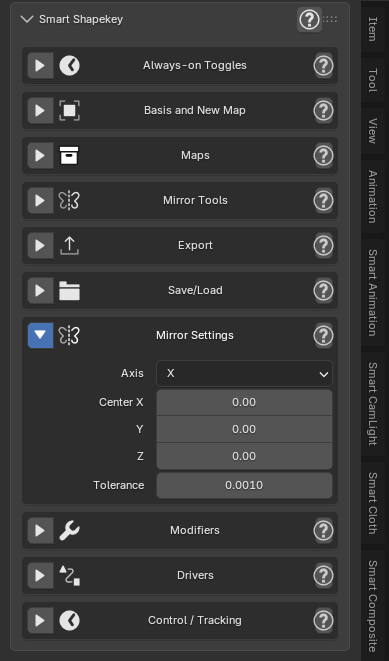 Smart Shapekey
Always-on Toggles
Basis and New Map
Maps
Mirror Tools
Export
Save/Load
Mirror Settings
Axis X
Center X 0.00
Y 0.00
Z 0.00
Tolerance 0.0010
Modifiers
Drivers
Control / Tracking
Item
Tool
View
Animation
Smart Animation
Smart CamLight
Smart Cloth
Smart Composite